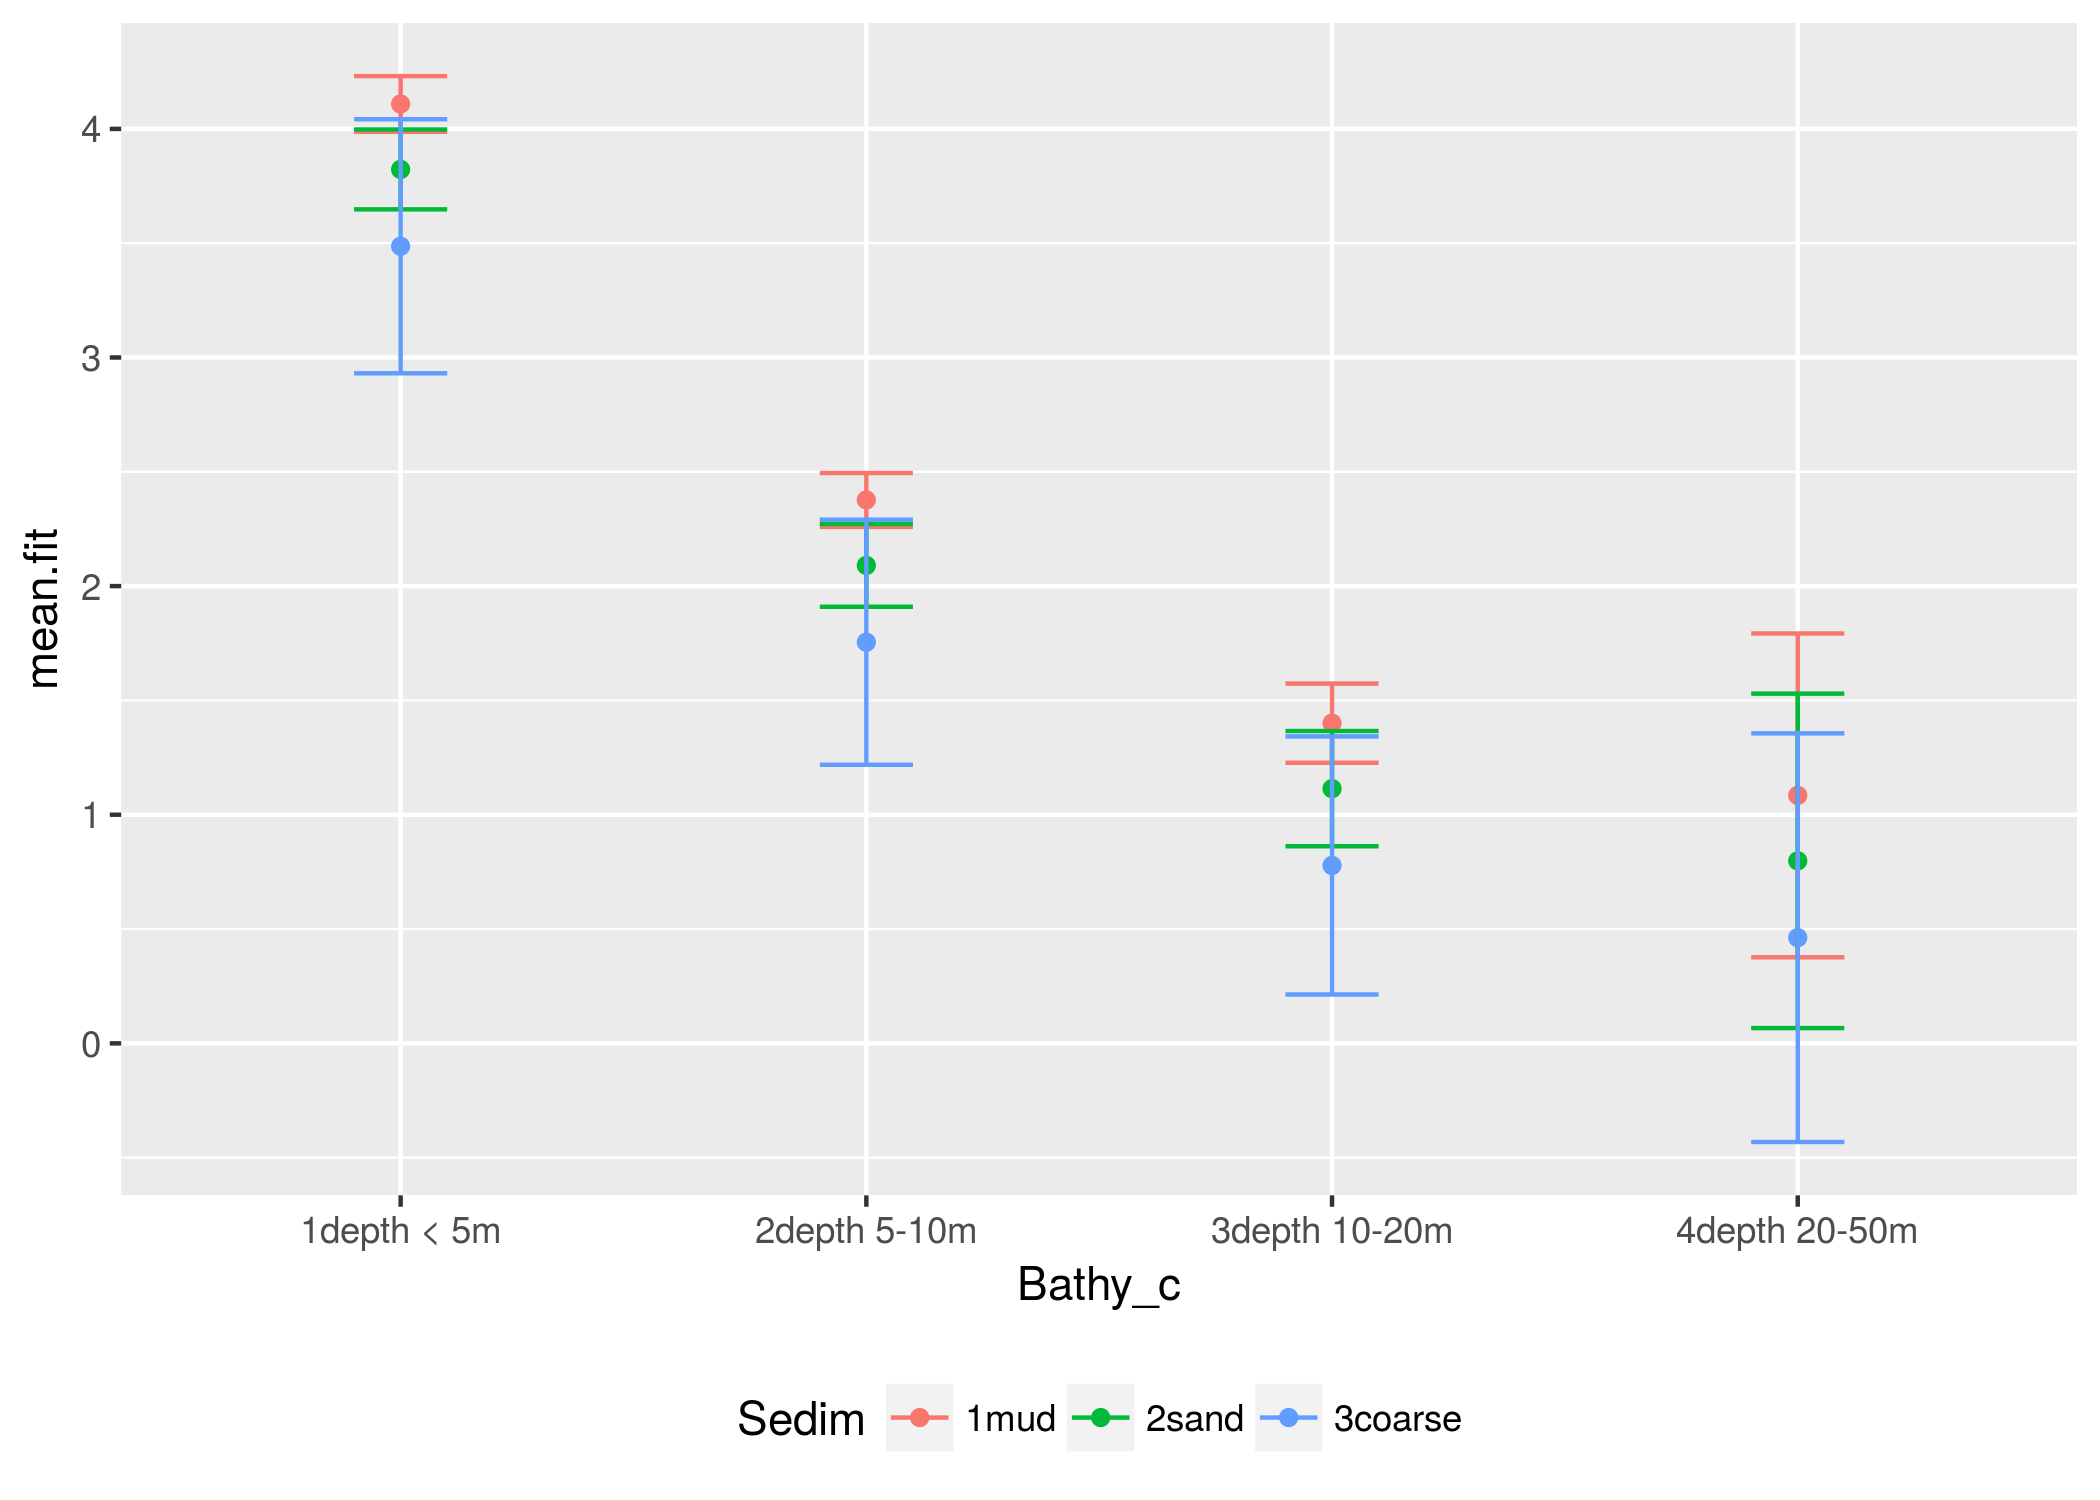 mean.fit
4
3
2
1
0
1depth < 5m 2depth 5-10m 3depth 10-20m 4depth 20-50m
Bathy_c
Sedim 1mud 2sand 3coarse